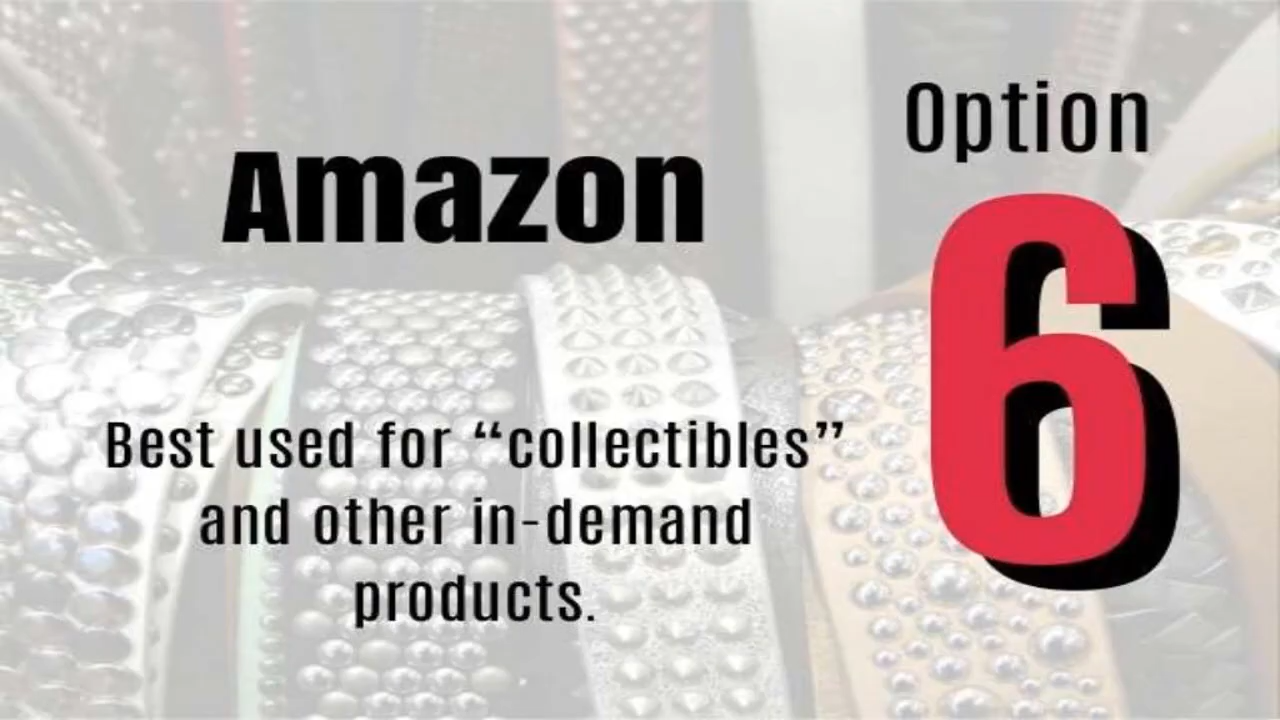 Option
6
Amazon
Best used for “collectibles”
and other in-demand
products.